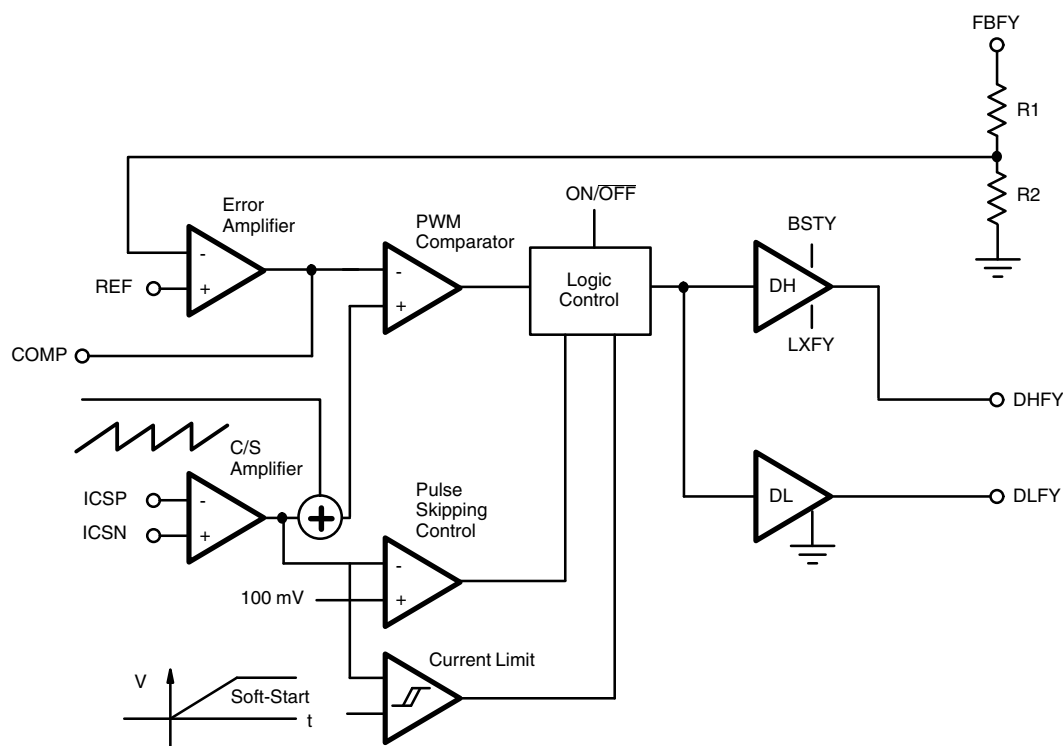 FBFY
R1
R2
Error
Amplifier
PWM
Comparator
ON/OFF
BSTY
-
+
REF
-
+
Logic
Control
DH
LXFY
COMP
DHFY
C/S
Amplifier
ICSP
ICSN
-
+
+
Pulse
Skipping
Control
DL
DLFY
100 mV
-
+
Current Limit
V
Soft-Start
t